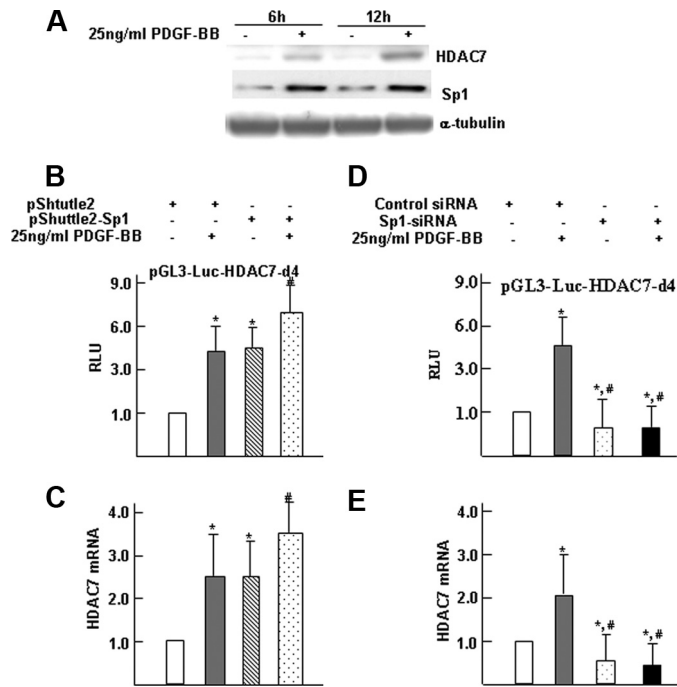 A
6h 12h
25ng/ml PDGF-BB - + - +
HDAC7
Sp1
α-tubulin
B
pShtutle2 + + - -
pShuttle2-Sp1 - - + +
25ng/ml PDGF-BB - + - +
pGL3-Luc-HDAC7-d4
RLU
9.0
6.0
3.0
1.0
* * #
D
Control siRNA + + - -
Sp1-siRNA - - + +
25ng/ml PDGF-BB - + - +
pGL3-Luc-HDAC7-d4
RLU
9.0
6.0
3.0
1.0
* *,# *,#
C
HDAC7 mRNA
4.0
3.0
2.0
1.0
* * #
E
HDAC7 mRNA
4.0
3.0
2.0
1.0
* *,# *,#